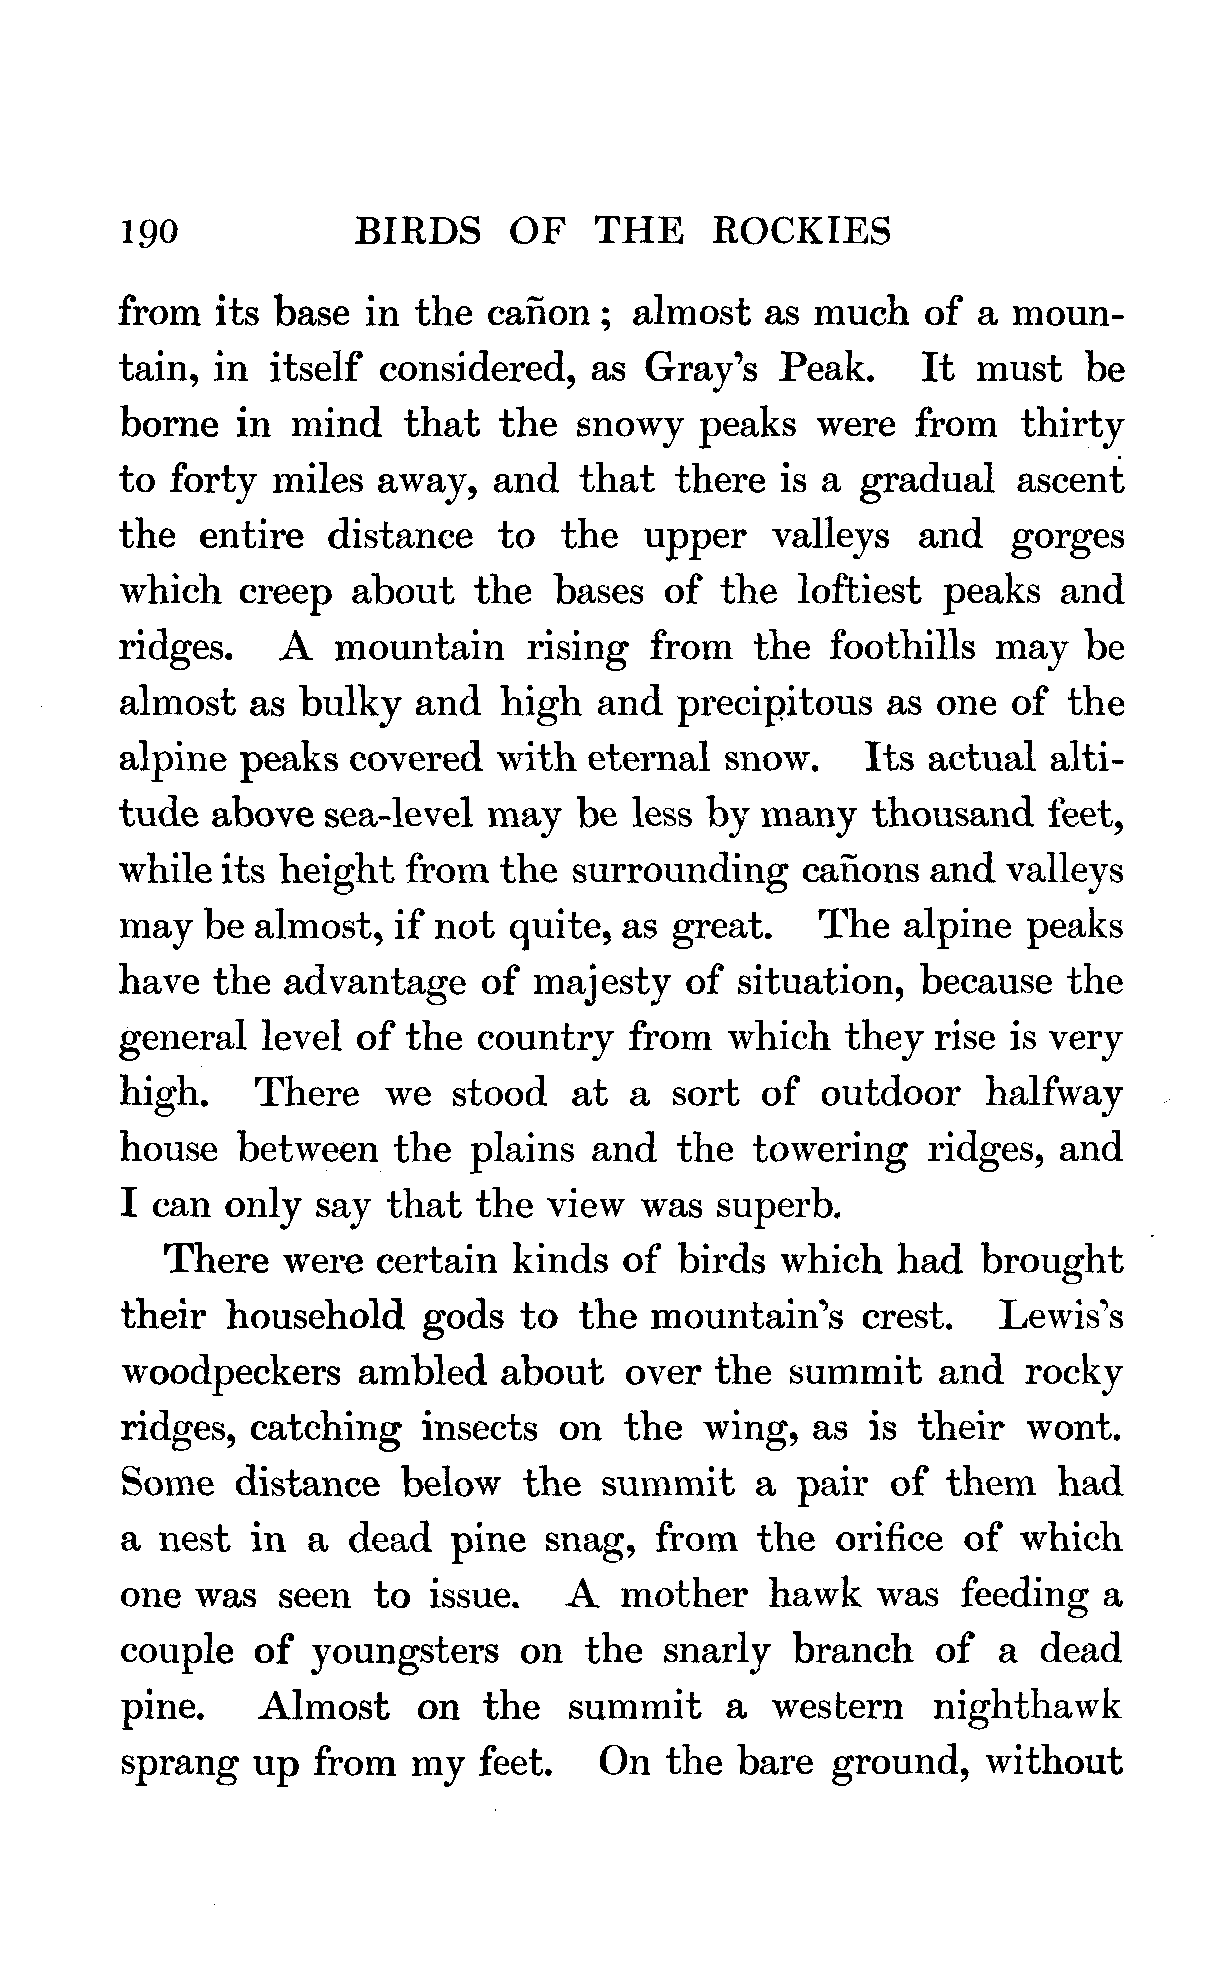 190 BIRDS OF THE ROCKIES
from its base in the cañon; almost as much of a moun-
tain, in itself considered, as Gray's Peak. It must be
borne in mind that the snowy peaks were from thirty
to forty miles away, and that there is a gradual ascent
the entire distance to the upper valleys and gorges
which creep about the bases of the loftiest peaks and
ridges. A mountain rising from the foothills may be
almost as bulky and high and precipitous as one of the
alpine peaks covered with eternal snow. Its actual alti-
tude above sea-level may be less by many thousand feet,
while its height from the surrounding cañons and valleys
may be almost, if not quite, as great. The alpine peaks
have the advantage of majesty of situation, because the
general level of the country from which they rise is very
high. There we stood at a sort of outdoor halfway
house between the plains and the towering ridges, and
I can only say that the view was superb.
There were certain kinds of birds which had brought
their household gods to the mountain's crest. Lewis's
woodpeckers ambled about over the summit and rocky
ridges, catching insects on the wing, as is their wont.
Some distance below the summit a pair of them had
a nest in a dead pine snag, from the orifice of which
one was seen to issue. A mother hawk was feeding a
couple of youngsters on the snarly branch of a dead
pine. Almost on the summit a western nighthawk
sprang up from my feet. On the bare ground, without